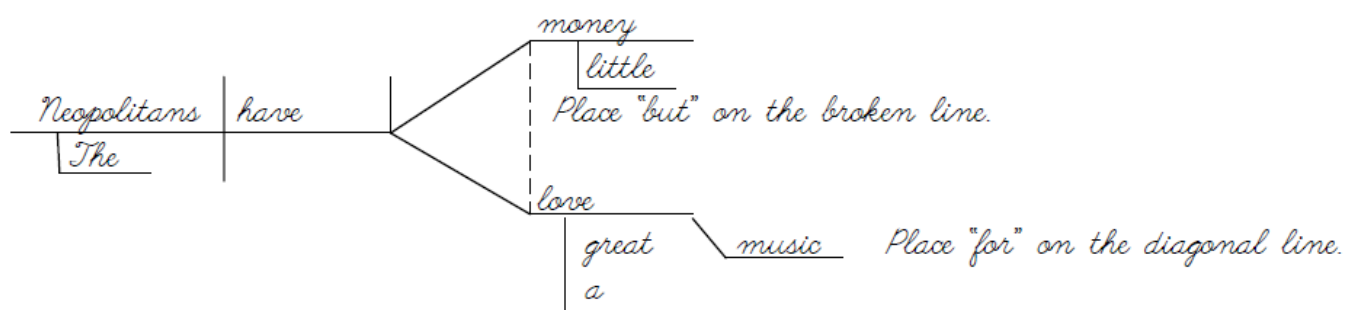 money
little
Neopolitans have
Place "but" on the broken line.
The
love
great
music
Place "for" on the diagonal line.
a